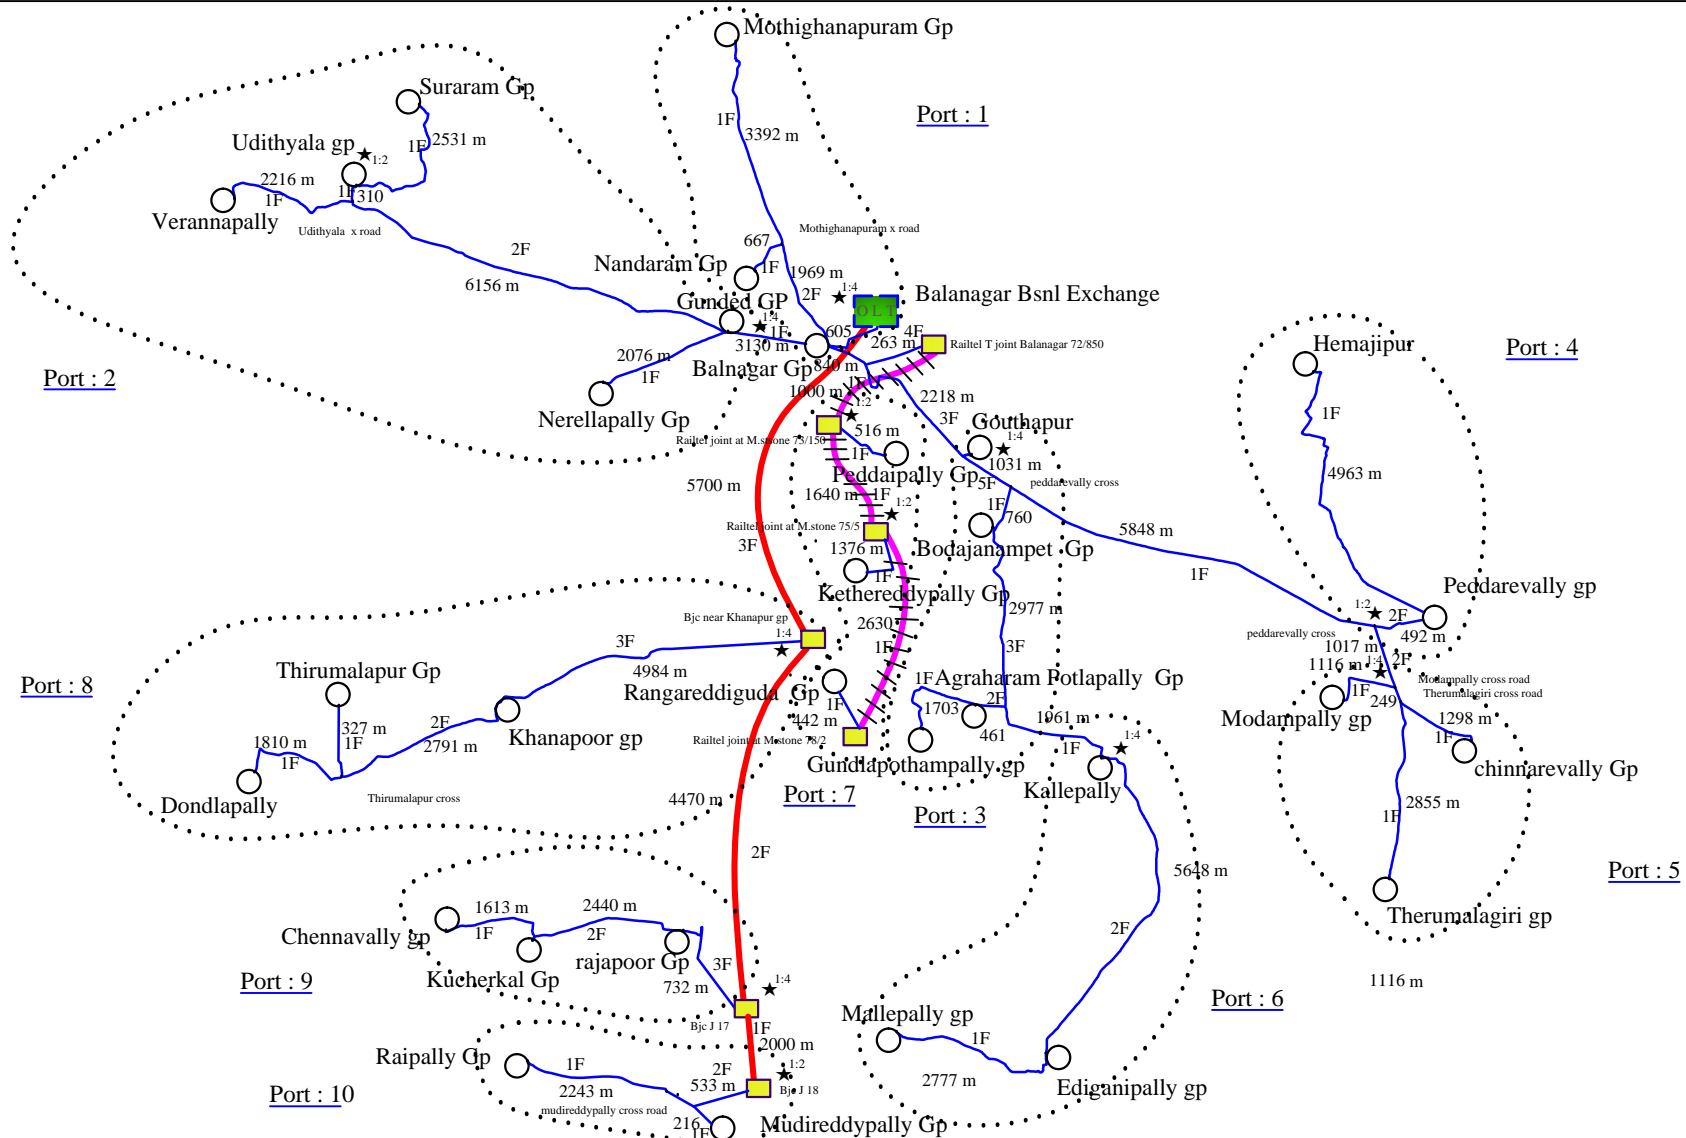 Mothighanapuram Gp
Port : 1
1F
3392 m
Suraram Gp
Udithyala gp
1:2
1F
2531 m
2216 m
1F
1F
310
Verannapally
Udithyala x road
2F
6156 m
Port : 2
667
1F
Mothighanapuram x road
Nandaram Gp
1969 m
2F
1:4
Gunded GP
1:4
1F
3130 m
Balanagar Bsnl Exchange
OLT
605
4F
263 m
Railtel T joint Balanagar 72/850
Balnagar Gp
840 m
2076 m
1F
Nerellapally Gp
1000 m
1F
1:2
2218 m
3F
Railtel joint at M.stsone 73/150
516 m
1F
Peddaipally Gp
Gouthapur
1:4
1031 m
5F
peddarevally cross
Hemajipur
Port : 4
1F
4963 m
5700 m
3F
1640 m
1F
1:2
Railtel joint at M.stone 75/5
1F
760
Bodajanampet Gp
5848 m
1F
1376 m
1F
Kethereddypally Gp
2977 m
3F
Peddarevally gp
1:2
2F
492 m
peddarevally cross
1017 m
2F
Bjc near Khanapur gp
1:4
3F
4984 m
2630
1F
Port : 8
Thirumalapur Gp
327 m
1F
2F
2791 m
Khanapoor gp
1810 m
1F
Dondlapally
Thirumalapur cross
Rangareddiguda Gp
1F
442 m
Railtel joint at M.stone 78/2
Gundlapothampally gp
1F
Agraharam Potlapally Gp
1703
2F
461
1961 m
1F
1:4
Kallepally
1116 m
1:4
1F
249
Modampally cross road
Therumalagiri cross road
Modampally gp
1298 m
1F
chinnarevally Gp
2855 m
1F
Port : 7
Port : 3
4470 m
2F
5648 m
2F
Port : 5
Therumalagiri gp
1116 m
1613 m
1F
2440 m
2F
Chennavally gp
Kucherkal Gp
rajapoor Gp
3F
732 m
1:4
Port : 9
Port : 6
Bjc J 17
1F
2000 m
Mallepally gp
1F
2777 m
Ediganipally gp
Raipally Gp
1F
2243 m
2F
533 m
1:2
Bjc J 18
Port : 10
mudireddypally cross road
216
1F
Mudireddypally Gp